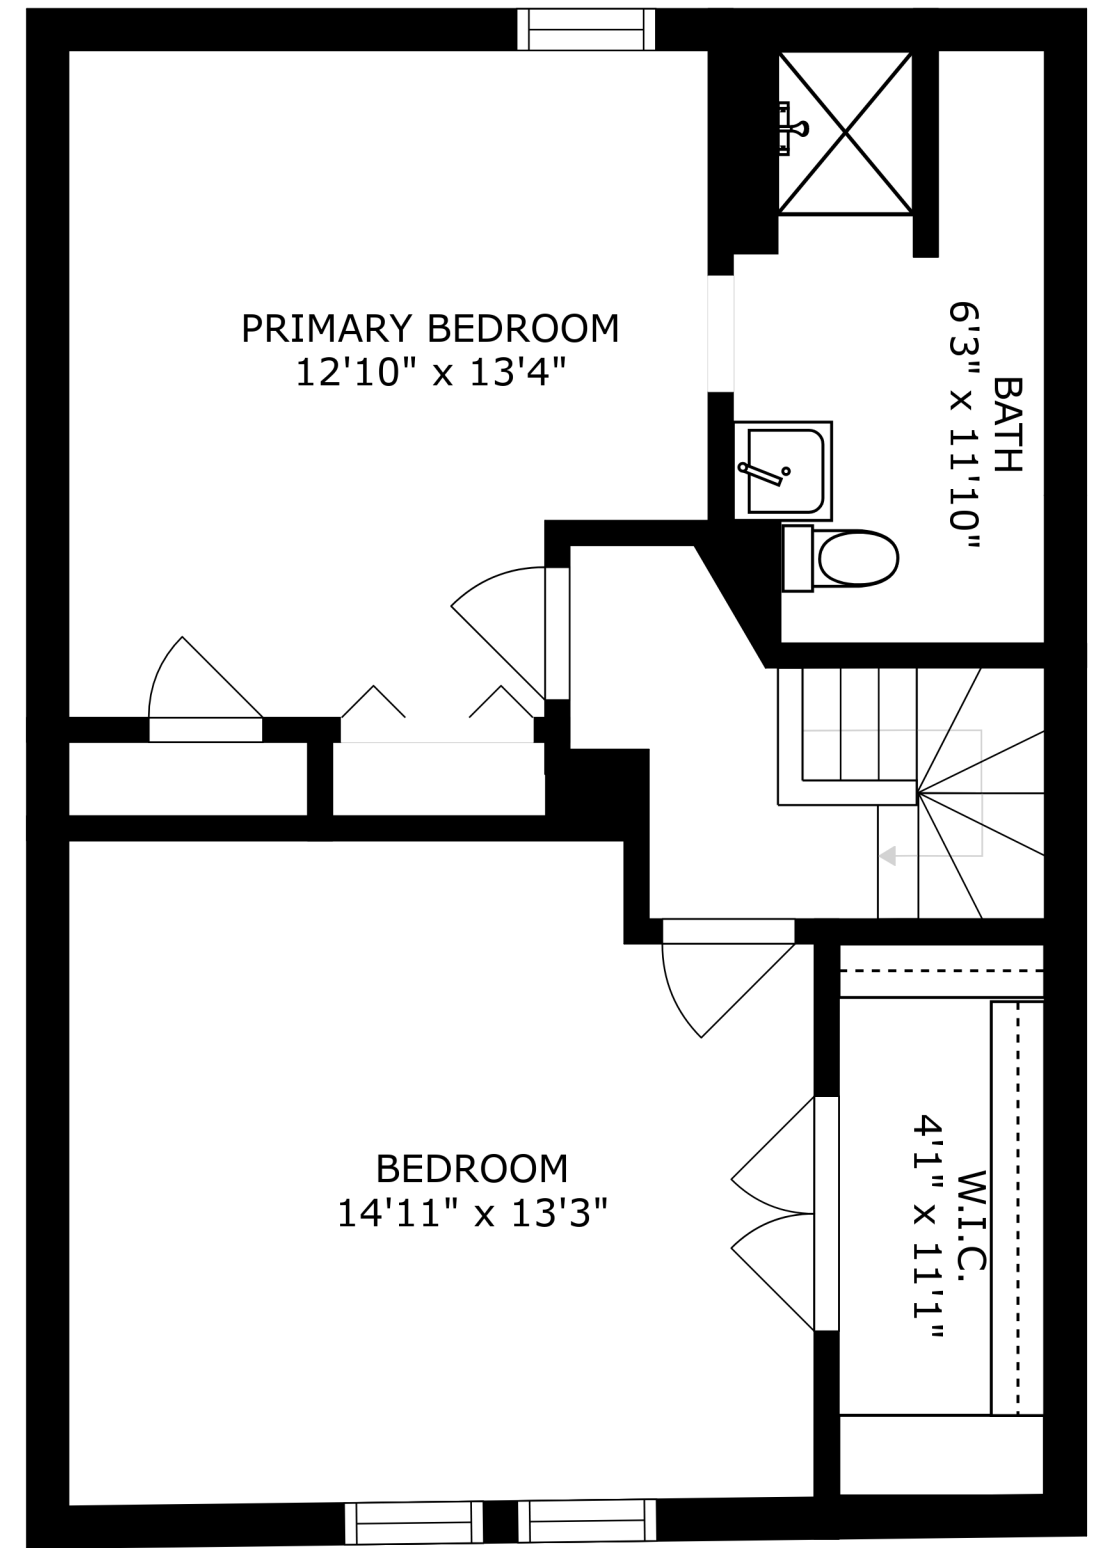 PRIMARY BEDROOM
12'10" x 13'4"
BATH
6'3" x 11'10"
BEDROOM
14'11" x 13'3"
W.I.C.
4'1" x 11'1"